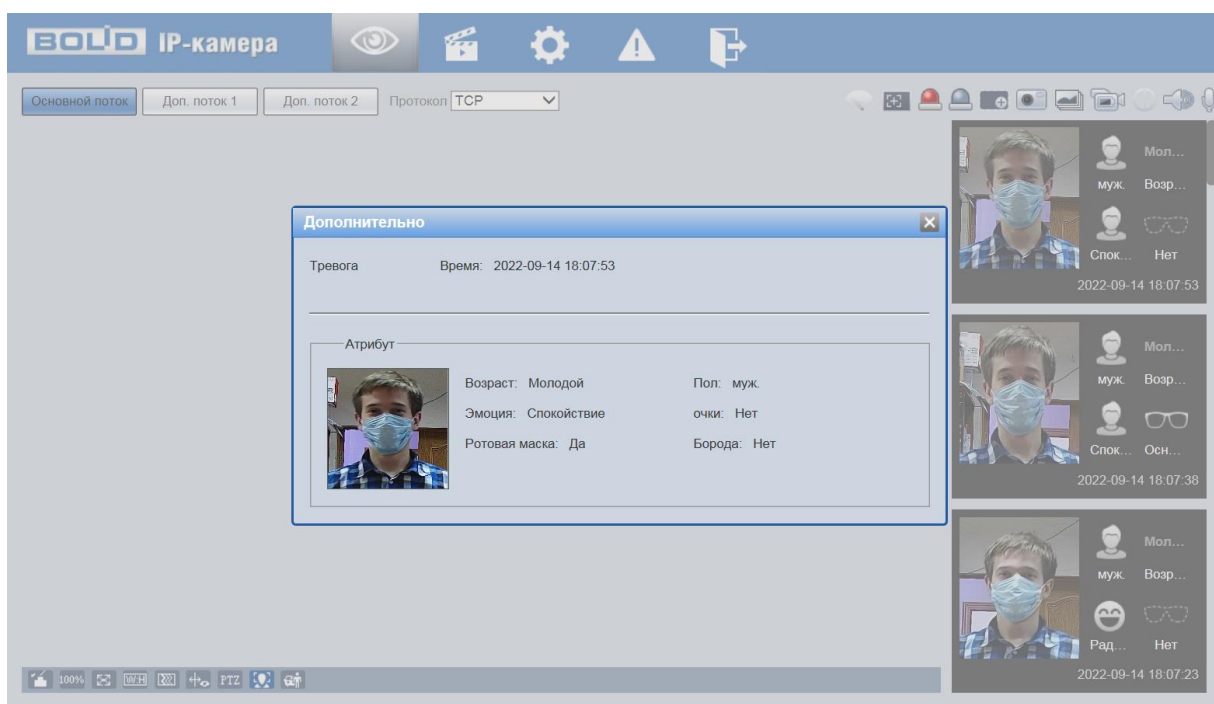 BOLID IP-камера
Основной поток Доп. поток 1 Доп. поток 2 Протокол TCP
Мол...
муж. Возр...
Спок... Нет
2022-09-14 18:07:53
Дополнительно
Тревога Время: 2022-09-14 18:07:53
Атрибут
Возраст: Молодой Пол: муж.
Эмоция: Спокойствие очки: Нет
Ротовая маска: Да Борода: Нет
Мол...
муж. Возр...
Спок... Осн...
2022-09-14 18:07:38
Мол...
муж. Возр...
Рад... Нет
2022-09-14 18:07:23
100% W:H PTZ